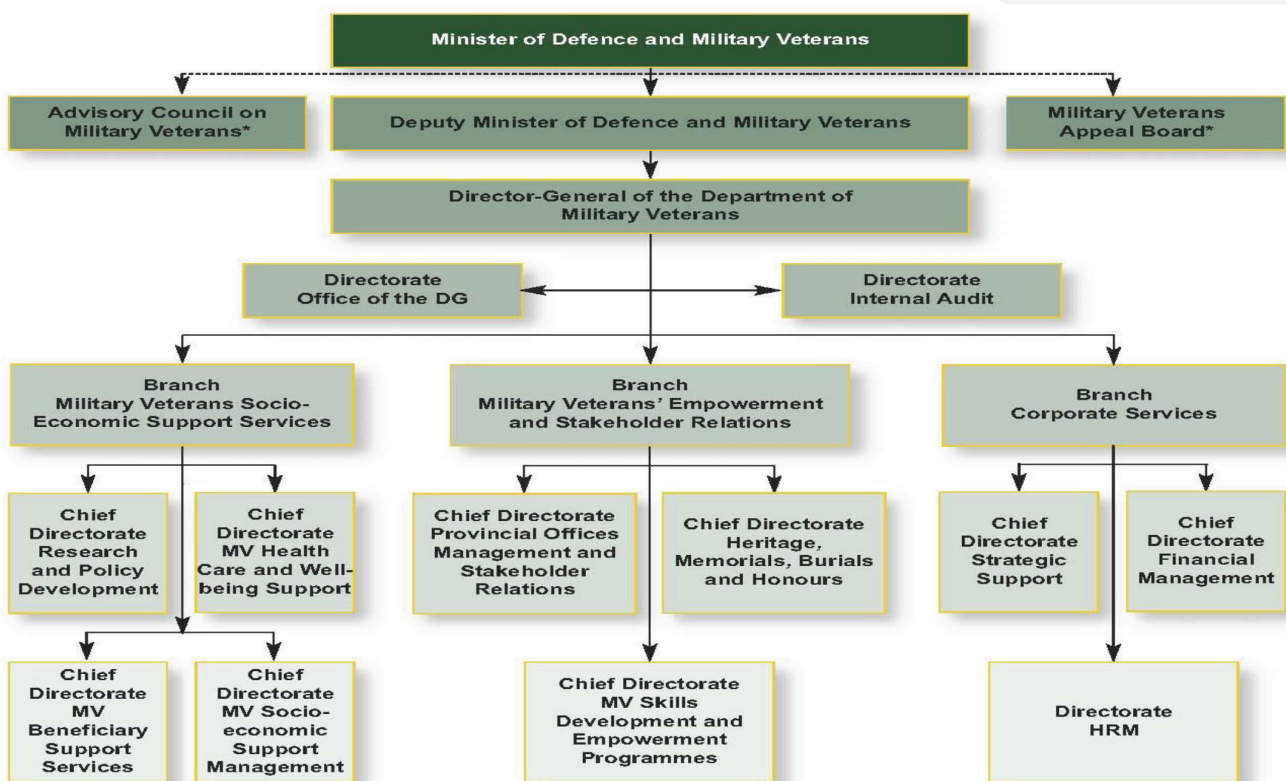 Minister of Defence and Military Veterans
Advisory Council on
Military Veterans*
Deputy Minister of Defence and Military Veterans
Military Veterans
Appeal Board*
Director-General of the Department of
Military Veterans
Directorate
Office of the DG
Directorate
Internal Audit
Branch
Military Veterans Socio-
Economic Support Services
Branch
Military Veterans’ Empowerment
and Stakeholder Relations
Branch
Corporate Services
Chief
Directorate
Research
and Policy
Development
Chief
Directorate
MV Health
Care and Well-
being Support
Chief Directorate
Provincial Offices
Management and
Stakeholder
Relations
Chief Directorate
Heritage,
Memorials, Burials
and Honours
Chief
Directorate
Strategic
Support
Chief
Directorate
Financial
Management
Chief
Directorate
MV
Beneficiary
Support
Services
Chief
Directorate
MV Socio-
economic
Support
Management
Chief Directorate
MV Skills
Development and
Empowerment
Programmes
Directorate
HRM